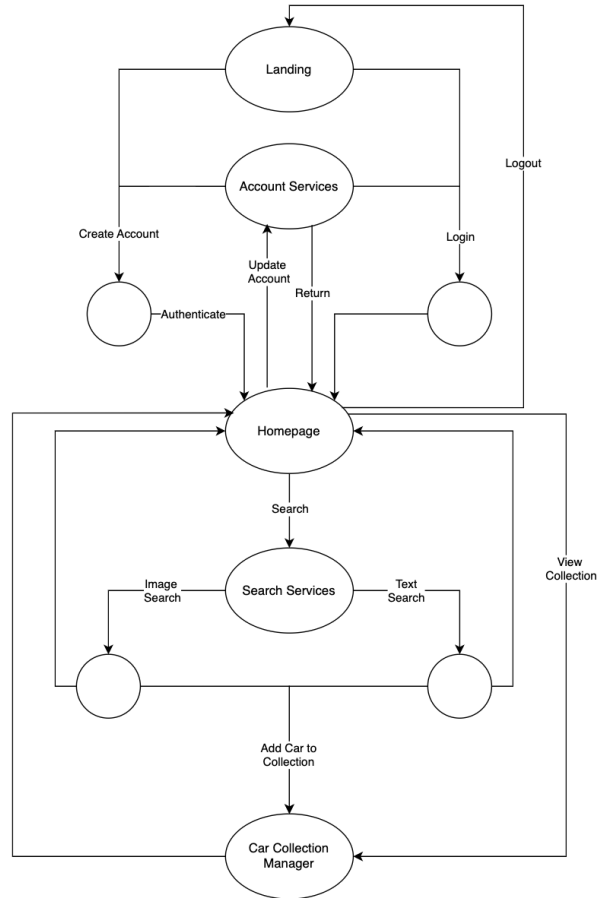 Landing
Logout
Account Services
Create Account
Login
Update
Account
Return
Authenticate
Homepage
Search
View
Collection
Image
Search
Search Services
Text
Search
Add Car to
Collection
Car Collection
Manager